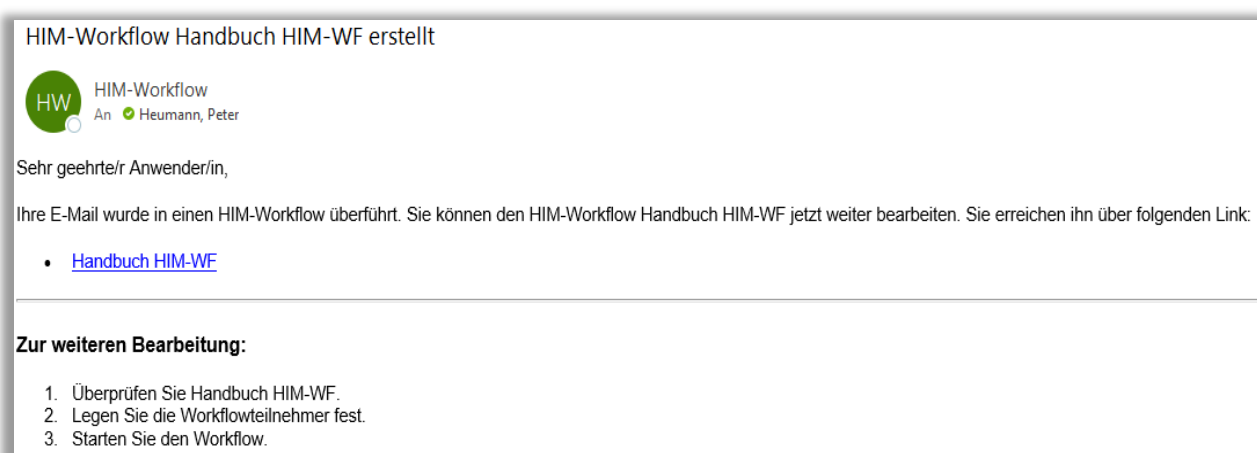 HIM-Workflow Handbuch HIM-WF erstellt
HW
HIM-Workflow
An Heumann, Peter
Sehr geehrte/r Anwender/in,
Ihre E-Mail wurde in einen HIM-Workflow überführt. Sie können den HIM-Workflow Handbuch HIM-WF jetzt weiter bearbeiten. Sie erreichen ihn über folgenden Link:
• Handbuch HIM-WF
Zur weiteren Bearbeitung:
1. Überprüfen Sie Handbuch HIM-WF.
2. Legen Sie die Workflowteilnehmer fest.
3. Starten Sie den Workflow.